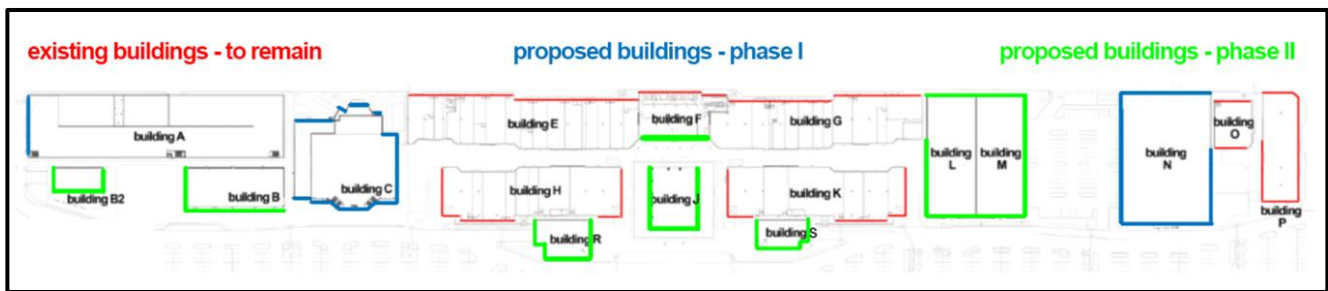 existing buildings - to remain
proposed buildings - phase I
proposed buildings - phase II
building A
building B2
building B
building C
building E
building F
building G
building H
building J
building K
building R
building S
building
L
building
M
building
N
building
O
building
P